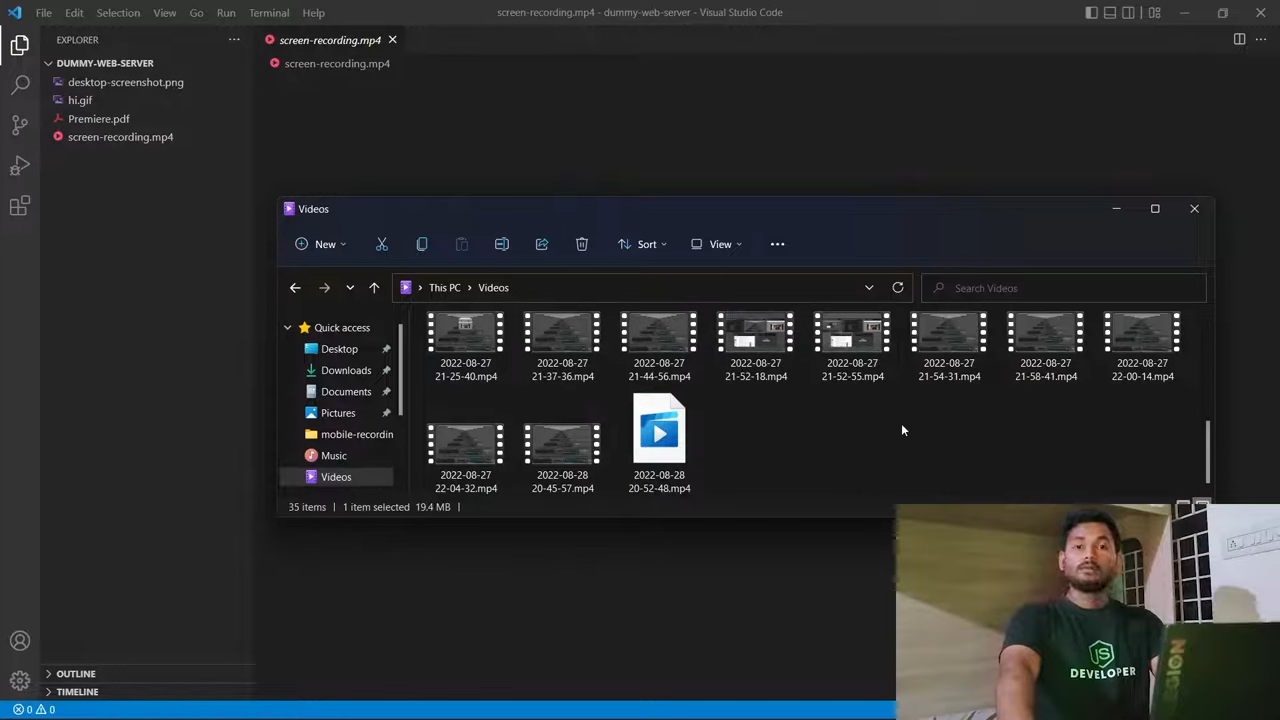 File Edit Selection View Go Run Terminal Help
screen-recording.mp4 - dummy-web-server - Visual Studio Code
EXPLORER
screen-recording.mp4
DUMMY-WEB-SERVER
screen-recording.mp4
desktop-screenshot.png
hi.gif
Premiere.pdf
screen-recording.mp4
Videos
New
Sort
View
This PC > Videos
Search Videos
Quick access
Desktop
Downloads
Documents
Pictures
mobile-recordin
Music
Videos
2022-08-27 2022-08-27 2022-08-27 2022-08-27 2022-08-27 2022-08-27 2022-08-27 2022-08-27
21-25-40.mp4 21-37-36.mp4 21-44-56.mp4 21-52-18.mp4 21-52-55.mp4 21-54-31.mp4 21-58-41.mp4 22-00-14.mp4
2022-08-27 2022-08-28 2022-08-28
22-04-32.mp4 20-45-57.mp4 20-52-48.mp4
35 items 1 item selected 19.4 MB
JS
DEVELOPER
OUTLINE
TIMELINE
0 0